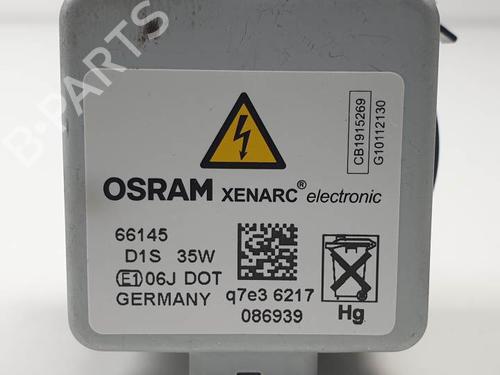 B-PARTS
CB1915269
G10112130
OSRAM XENARC® electronic
66145
D1S 35W
E1 06J DOT
GERMANY
q7e3 6217
086939
Hg